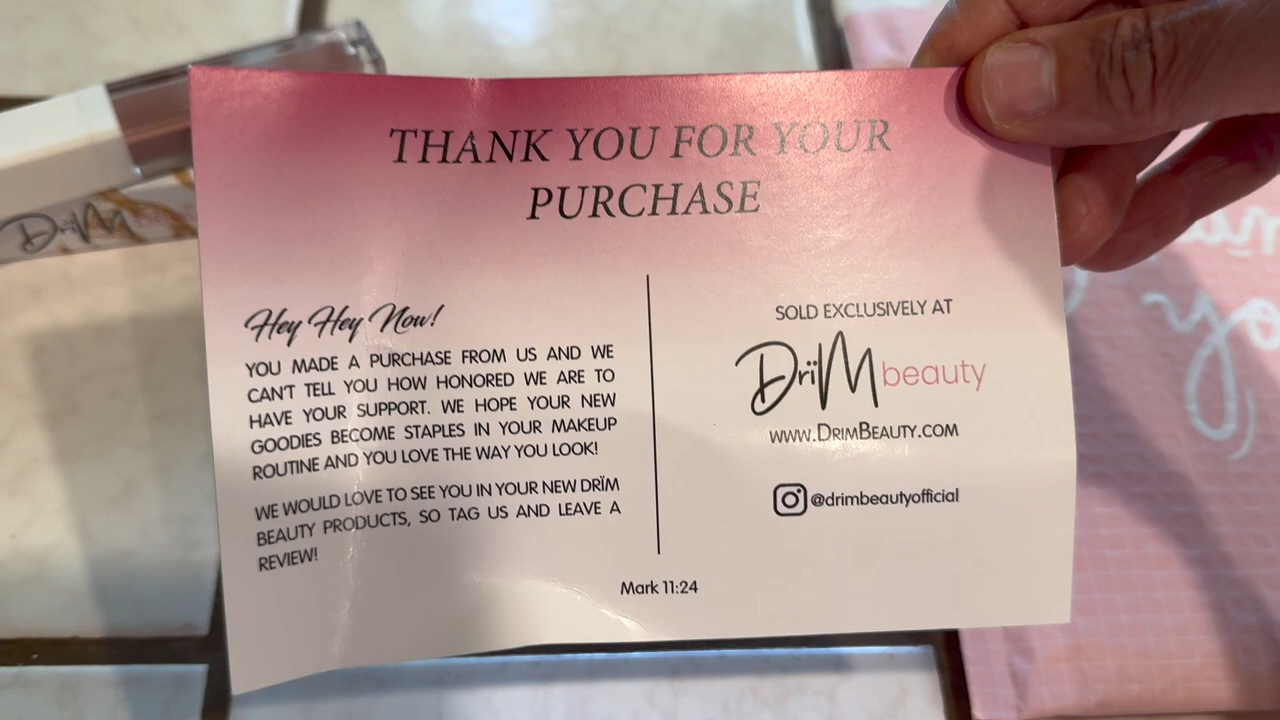 THANK YOU FOR YOUR
PURCHASE
Hey Hey Now!
YOU MADE A PURCHASE FROM US AND WE
CAN'T TELL YOU HOW HONORED WE ARE TO
HAVE YOUR SUPPORT. WE HOPE YOUR NEW
GOODIES BECOME STAPLES IN YOUR MAKEUP
ROUTINE AND YOU LOVE THE WAY YOU LOOK!
WE WOULD LOVE TO SEE YOU IN YOUR NEW DRÏM
BEAUTY PRODUCTS, SO TAG US AND LEAVE A
REVIEW!
SOLD EXCLUSIVELY AT
DrïM beauty
WWW.DRIMBEAUTY.COM
@drimbeautyofficial
Mark 11:24
DrïM